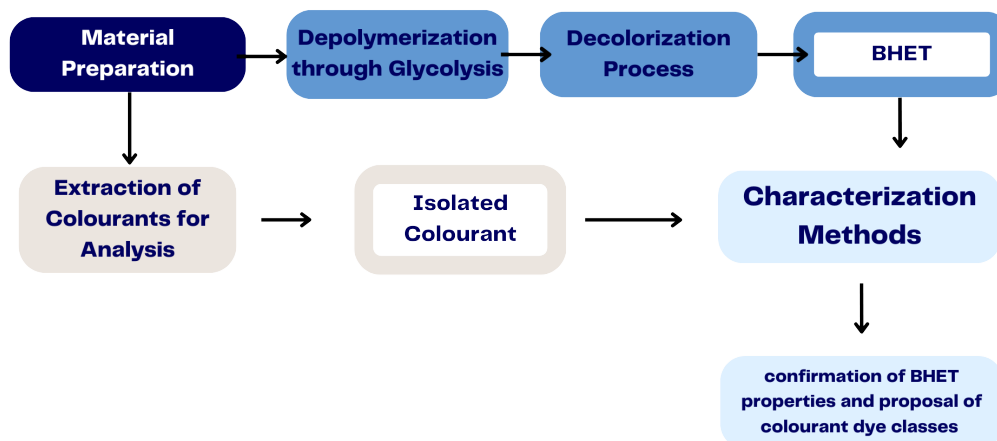 Material
Preparation
Depolymerization
through Glycolysis
Decolorization
Process
BHET
Extraction of
Colourants for
Analysis
Isolated
Colourant
Characterization
Methods
confirmation of BHET
properties and proposal of
colourant dye classes